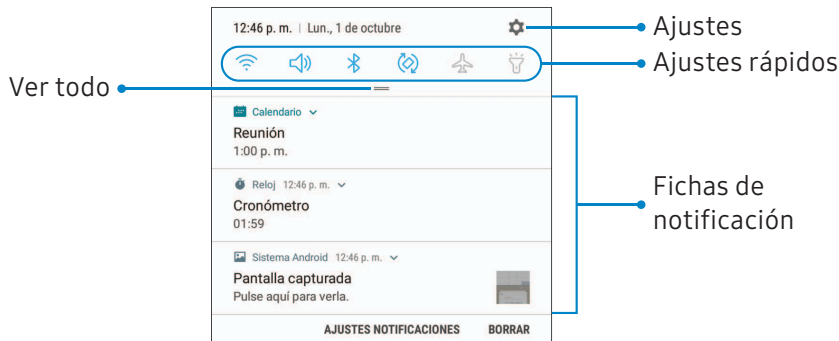 12:46 p. m. | Lun., 1 de octubre
Ajustes
Ajustes rápidos
Ver todo
Calendario
Reunión
1:00 p. m.
Reloj 12:46 p. m.
Cronómetro
01:59
Fichas de
notificación
Sistema Android 12:46 p. m.
Pantalla capturada
Pulse aquí para verla.
AJUSTES NOTIFICACIONES BORRAR